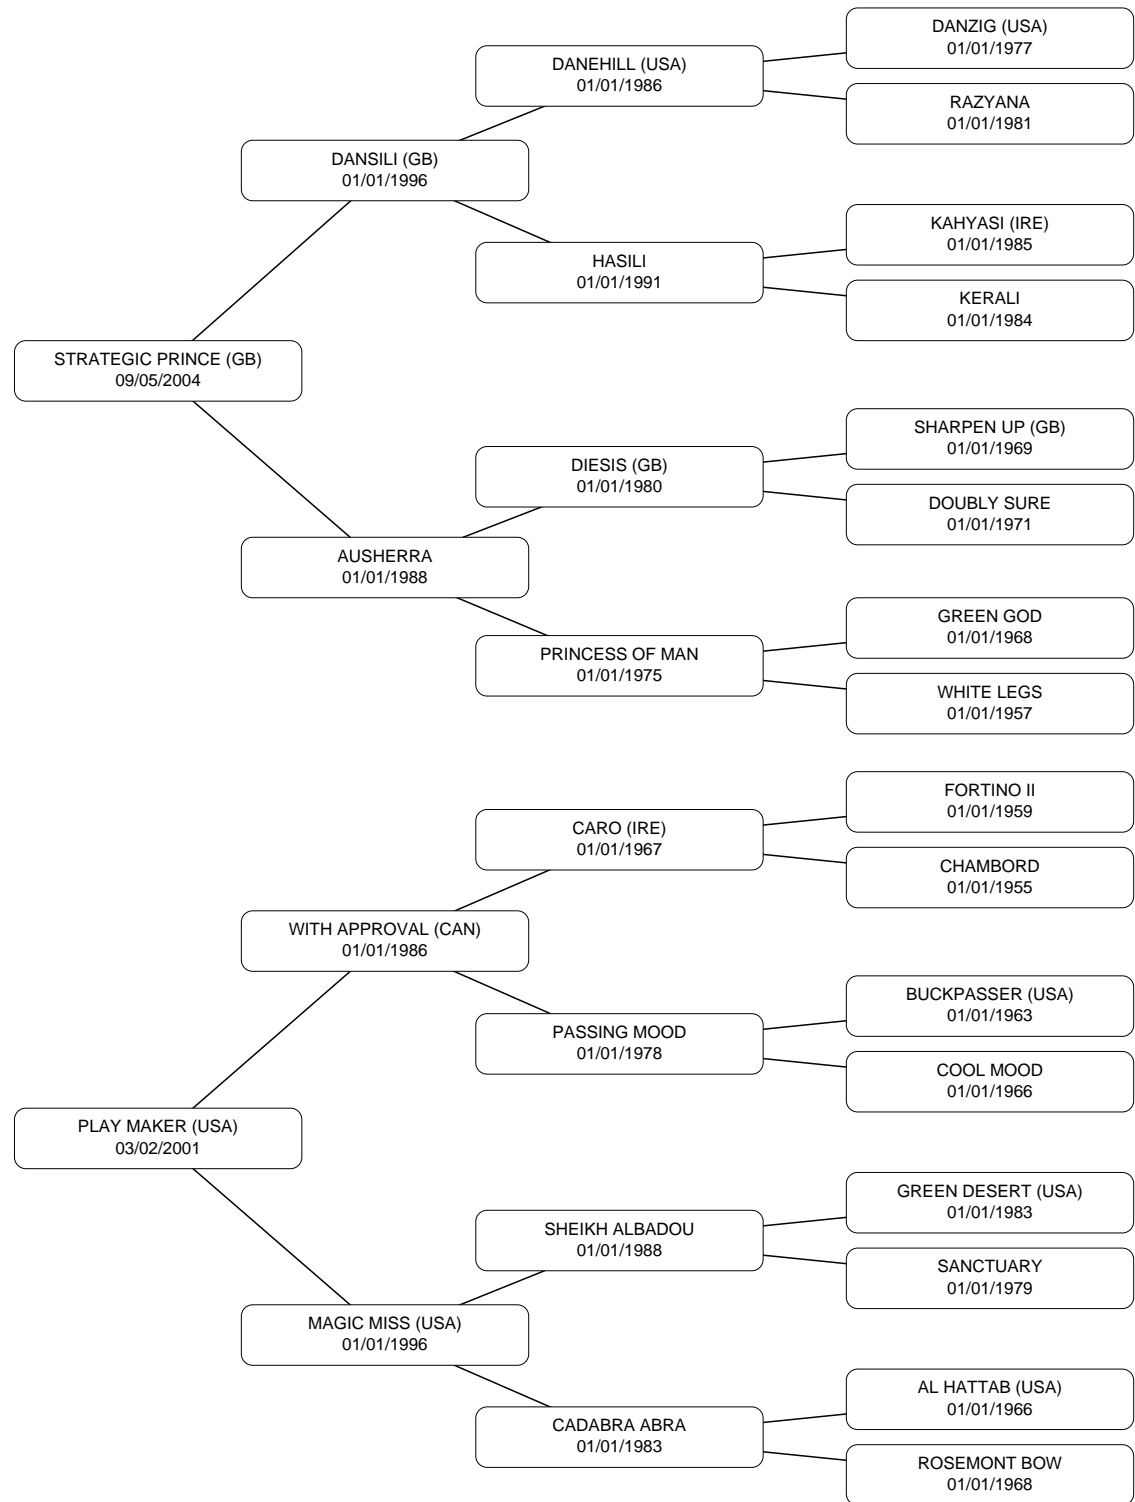 DANZIG (USA)
01/01/1977
DANEHILL (USA)
01/01/1986
RAZYANA
01/01/1981
DANSILI (GB)
01/01/1996
KAHYASI (IRE)
01/01/1985
HASILI
01/01/1991
KERALI
01/01/1984
STRATEGIC PRINCE (GB)
09/05/2004
SHARPEN UP (GB)
01/01/1969
DIESIS (GB)
01/01/1980
DOUBLY SURE
01/01/1971
AUSHERRA
01/01/1988
GREEN GOD
01/01/1968
PRINCESS OF MAN
01/01/1975
WHITE LEGS
01/01/1957
FORTINO II
01/01/1959
CARO (IRE)
01/01/1967
CHAMBORD
01/01/1955
WITH APPROVAL (CAN)
01/01/1986
BUCKPASSER (USA)
01/01/1963
PASSING MOOD
01/01/1978
COOL MOOD
01/01/1966
PLAY MAKER (USA)
03/02/2001
GREEN DESERT (USA)
01/01/1983
SHEIKH ALBADOU
01/01/1988
SANCTUARY
01/01/1979
MAGIC MISS (USA)
01/01/1996
AL HATTAB (USA)
01/01/1966
CADABRA ABRA
01/01/1983
ROSEMONT BOW
01/01/1968